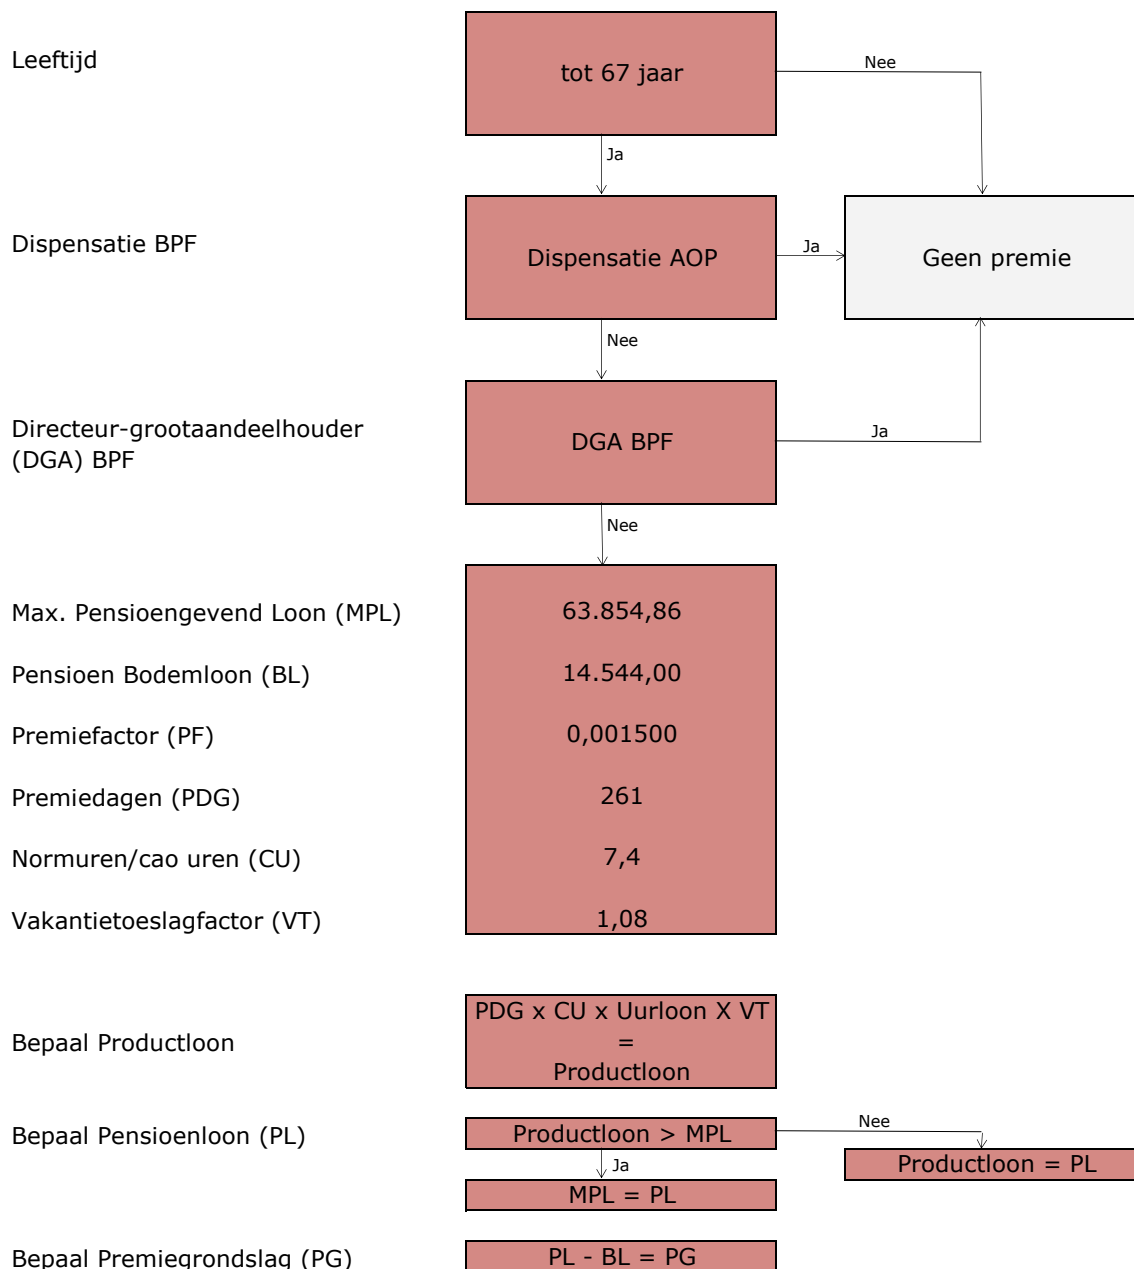 Leeftijd
tot 67 jaar
Nee
Ja
Dispensatie BPF
Dispensatie AOP
Ja
Geen premie
Nee
Directeur-grootaandeelhouder
(DGA) BPF
DGA BPF
Ja
Nee
Max. Pensioengevend Loon (MPL)
63.854,86
Pensioen Bodemloon (BL)
14.544,00
Premiefactor (PF)
0,001500
Premiedagen (PDG)
261
Normuren/cao uren (CU)
7,4
Vakantietoeslagfactor (VT)
1,08
Bepaal Productloon
PDG x CU x Uurloon X VT
=
Productloon
Bepaal Pensioenloon (PL)
Productloon > MPL
Nee
Ja
Productloon = PL
MPL = PL
Bepaal Premiegrondslag (PG)
PL - BL = PG